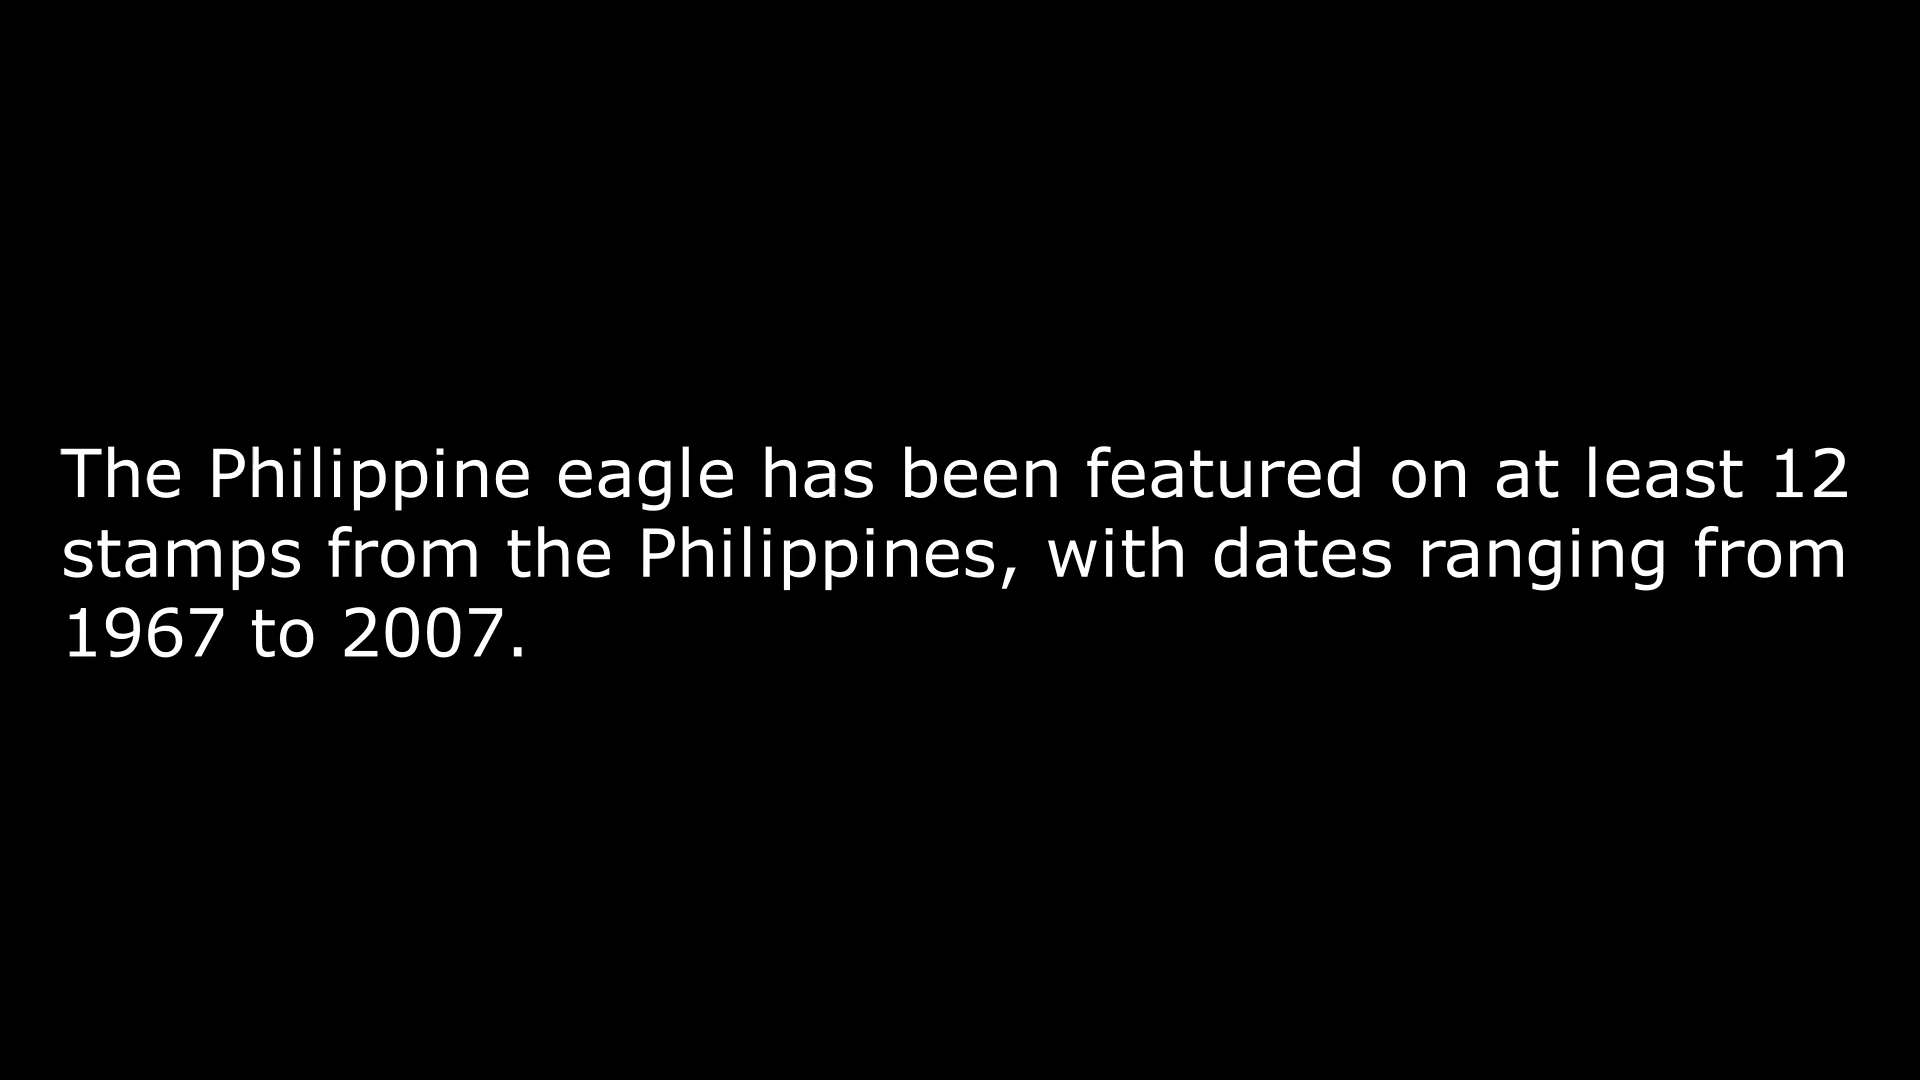 The Philippine eagle has been featured on at least 12
stamps from the Philippines, with dates ranging from
1967 to 2007.